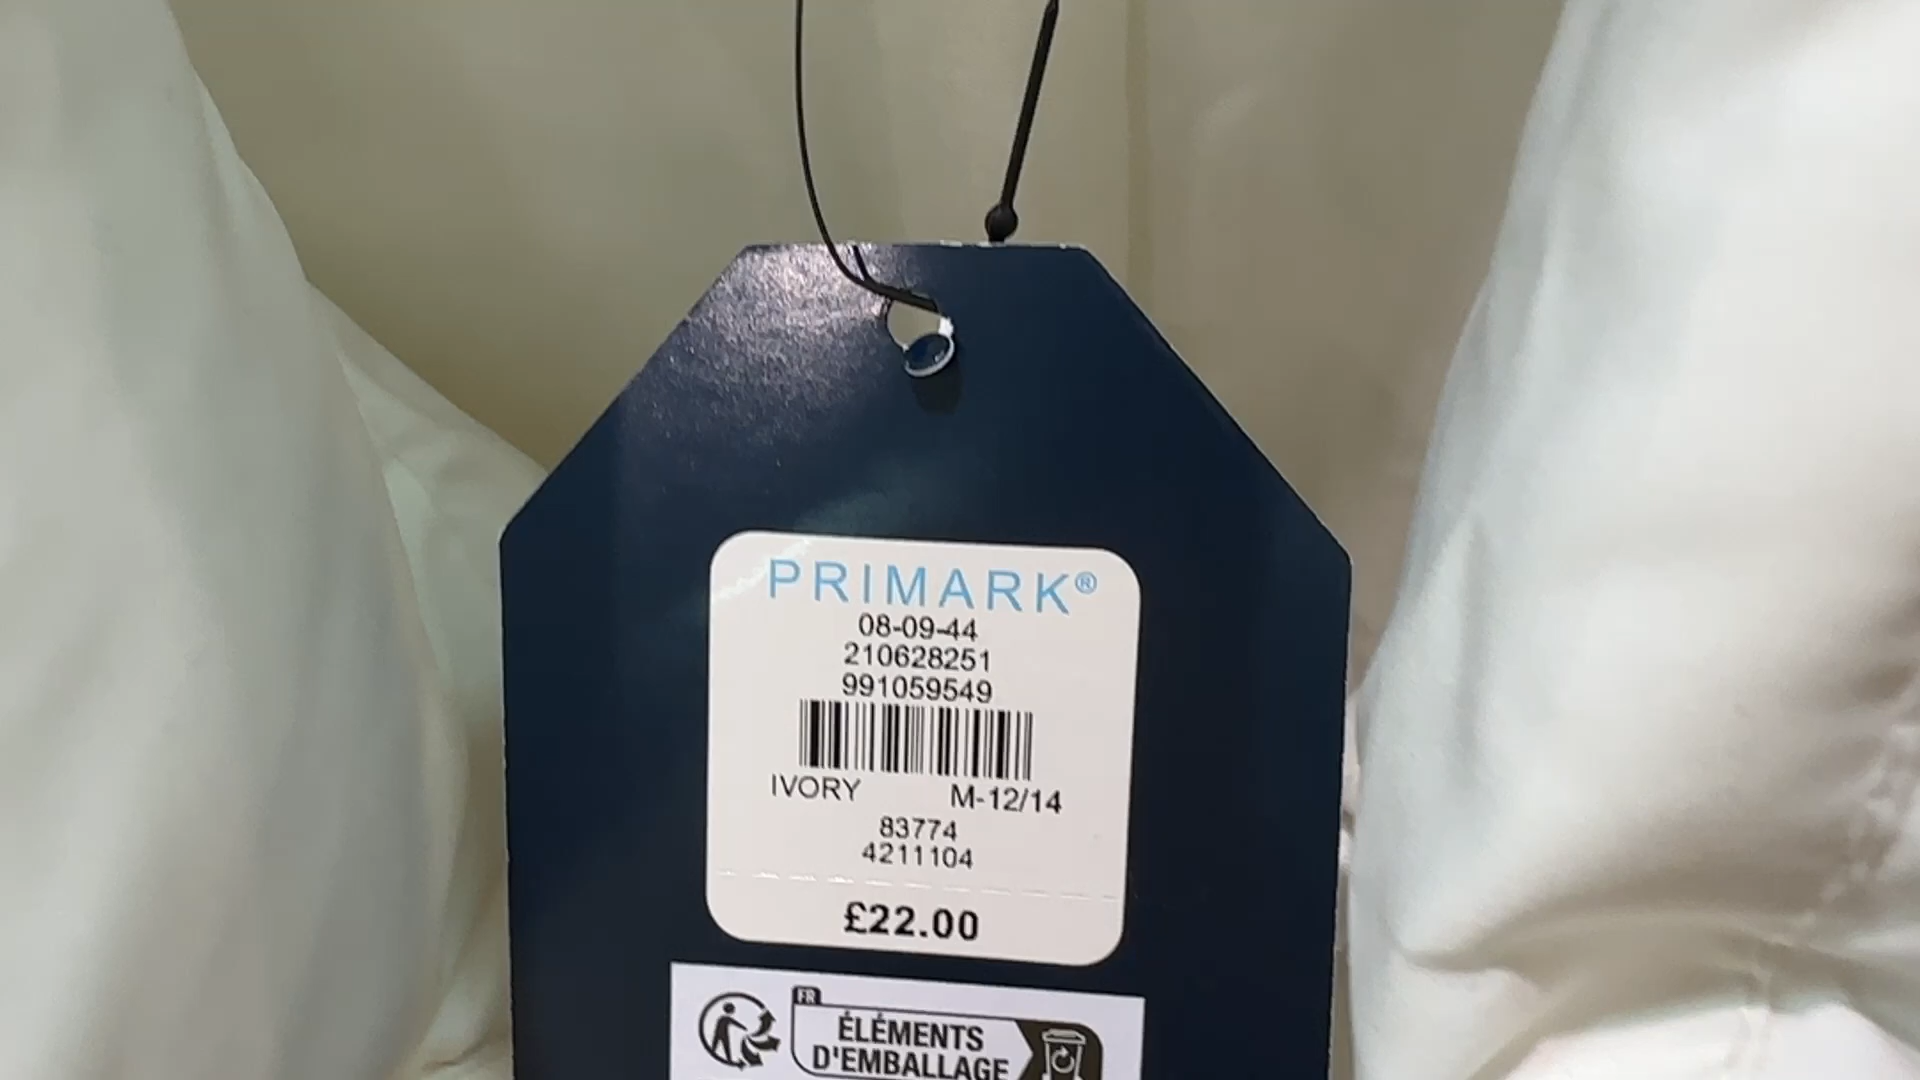 PRIMARK®
08-09-44
210628251
991059549
IVORY M-12/14
83774
4211104
£22.00
FR
ÉLÉMENTS
D'EMBALLAGE